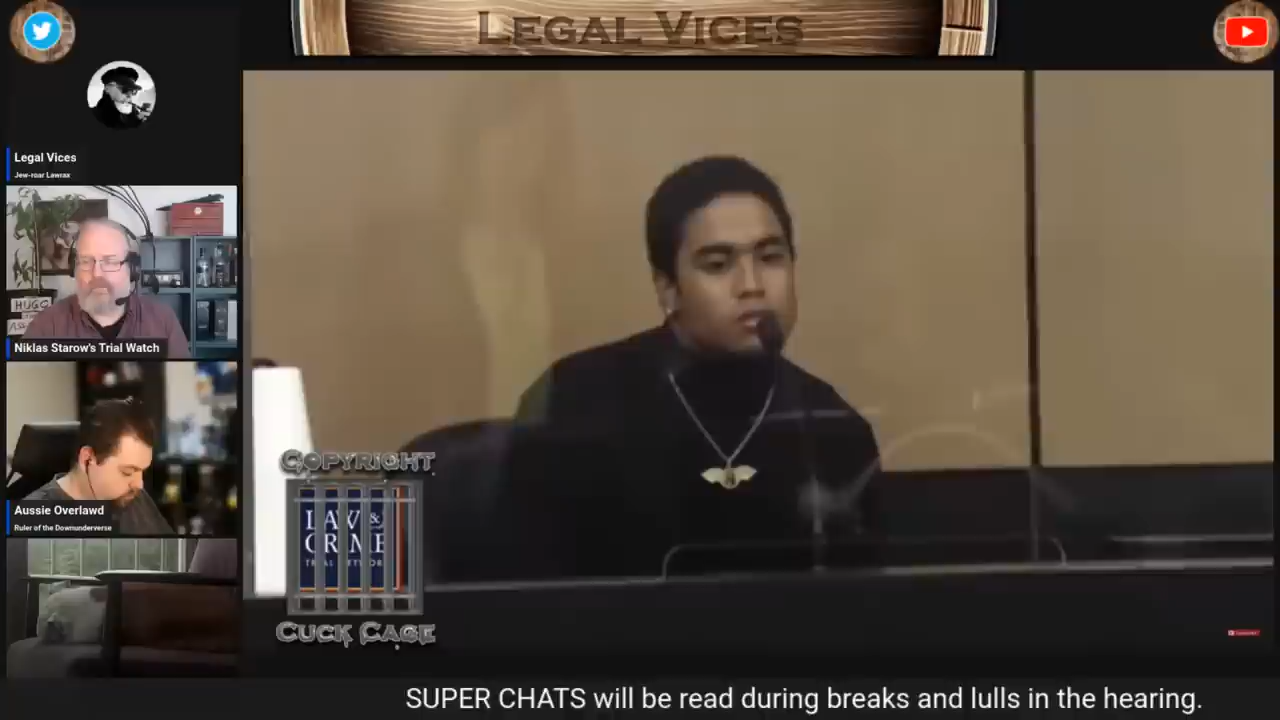 LEGAL VICES
Legal Vices
Jew-roar Lawrax
HUGG
Niklas Starow's Trial Watch
Aussie Overlawd
Ruler of the Downunderverse
COPYRIGHT
LAW &
CRIME
CUCK CAGE
SUPER CHATS will be read during breaks and lulls in the hearing.